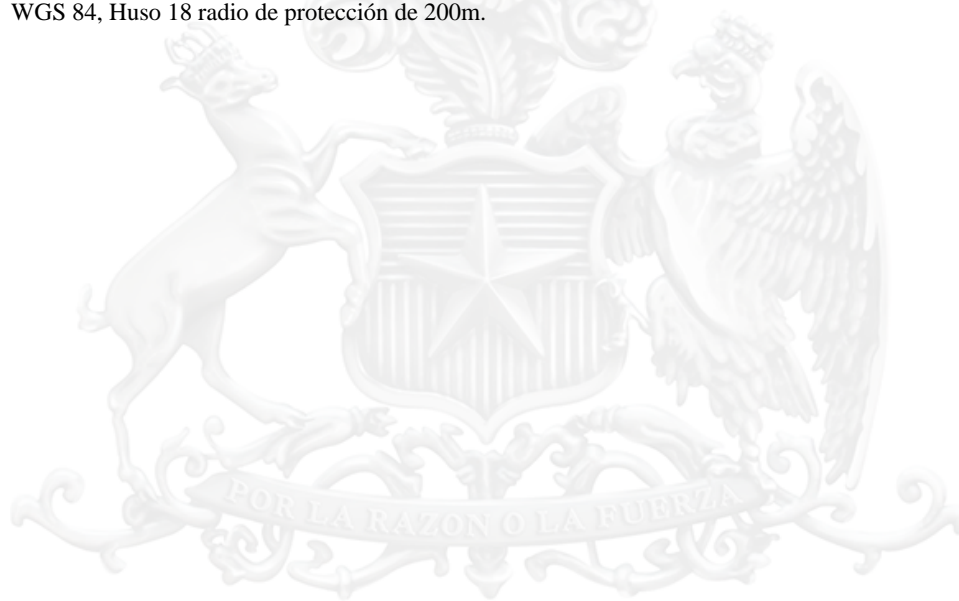 WGS 84, Huso 18 radio de protección de 200m.
POR LA RAZON O LA FUERZA